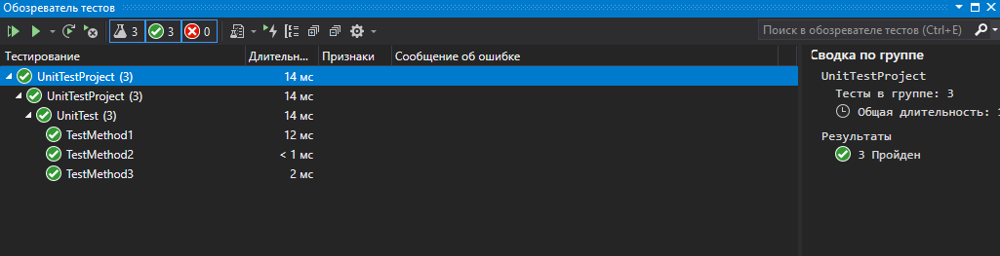 Обозреватель тестов
3 3 0 Поиск в обозревателе тестов (Ctrl+E)
Тестирование Длительн... Признаки Сообщение об ошибке
UnitTestProject (3) 14 мс
UnitTestProject (3) 14 мс
UnitTest (3) 14 мс
TestMethod1 12 мс
TestMethod2 < 1 мс
TestMethod3 2 мс
Сводка по группе
UnitTestProject
Тесты в группе: 3
Общая длительность:
Результаты
3 Пройден